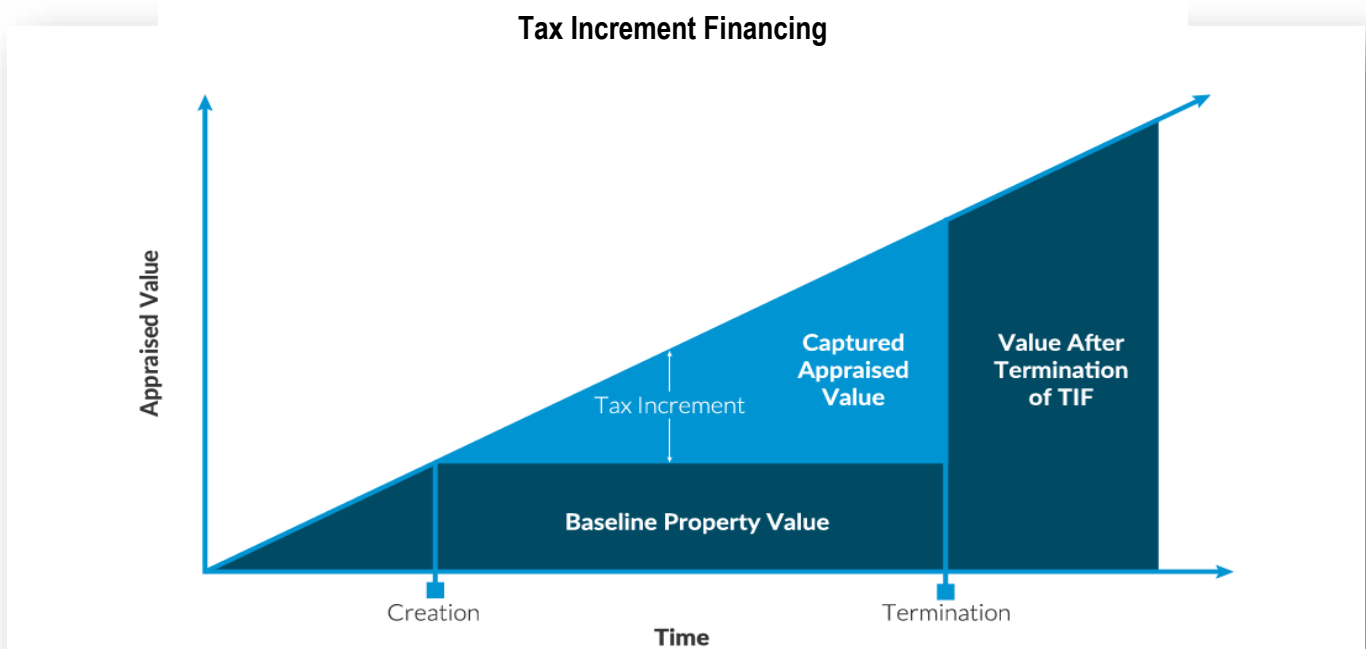 Tax Increment Financing
Appraised Value
Captured
Appraised
Value
Value After
Termination
of TIF
Tax Increment
Baseline Property Value
Creation
Termination
Time